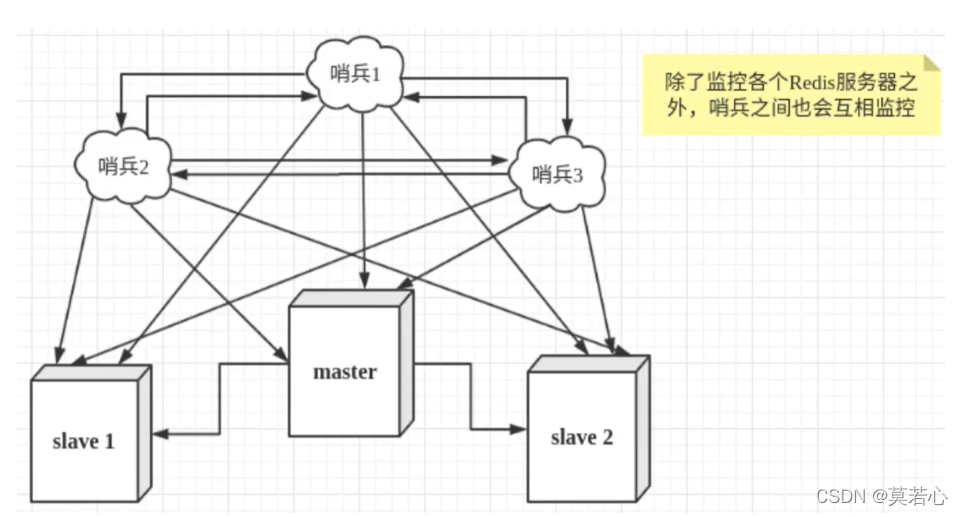 哨兵1
除了监控各个Redis服务器之
外，哨兵之间也会互相监控
哨兵2
哨兵3
master
slave 1
slave 2
CSDN @莫若心